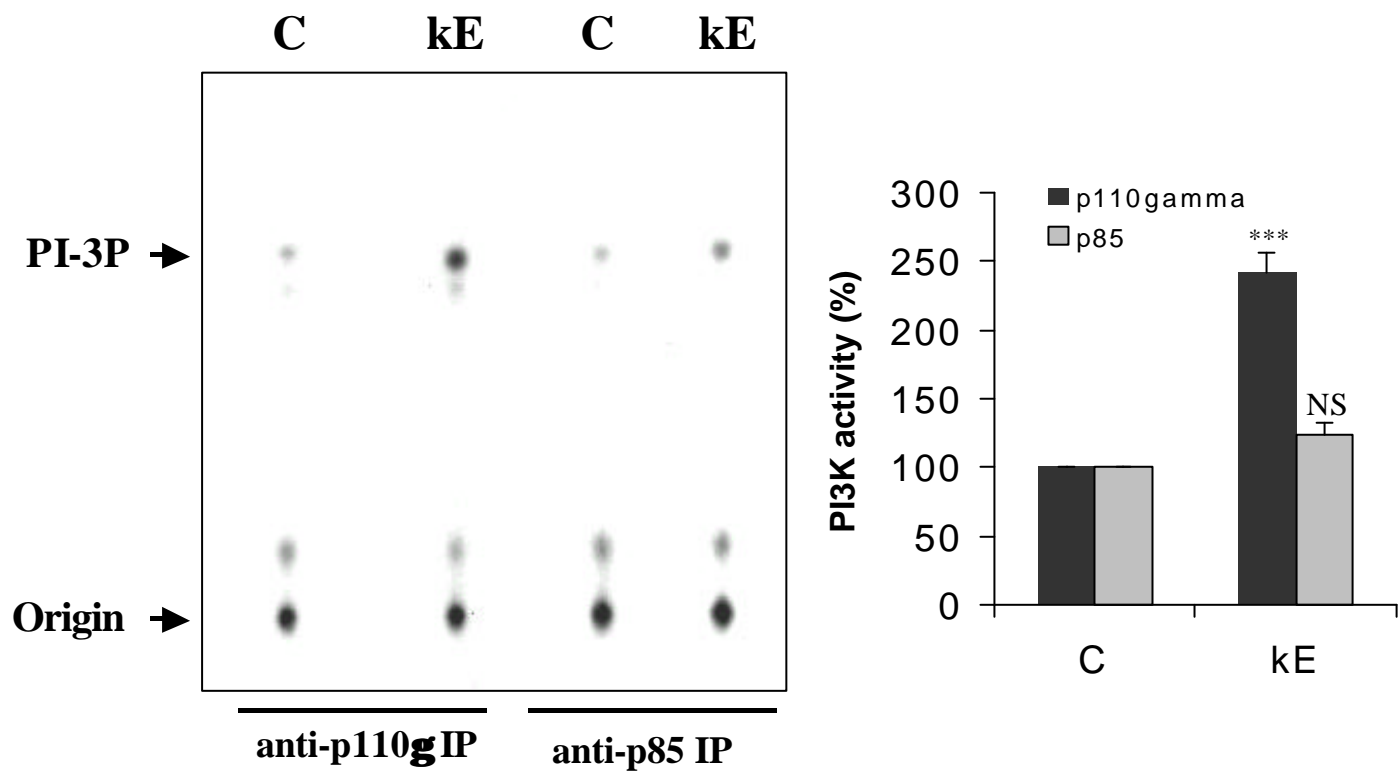 C kE C kE
PI-3P
Origin
anti-p110g IP anti-p85 IP
300
250
200
150
100
50
0
PI3K activity (%)
p110gamma
p85
***
NS
C kE